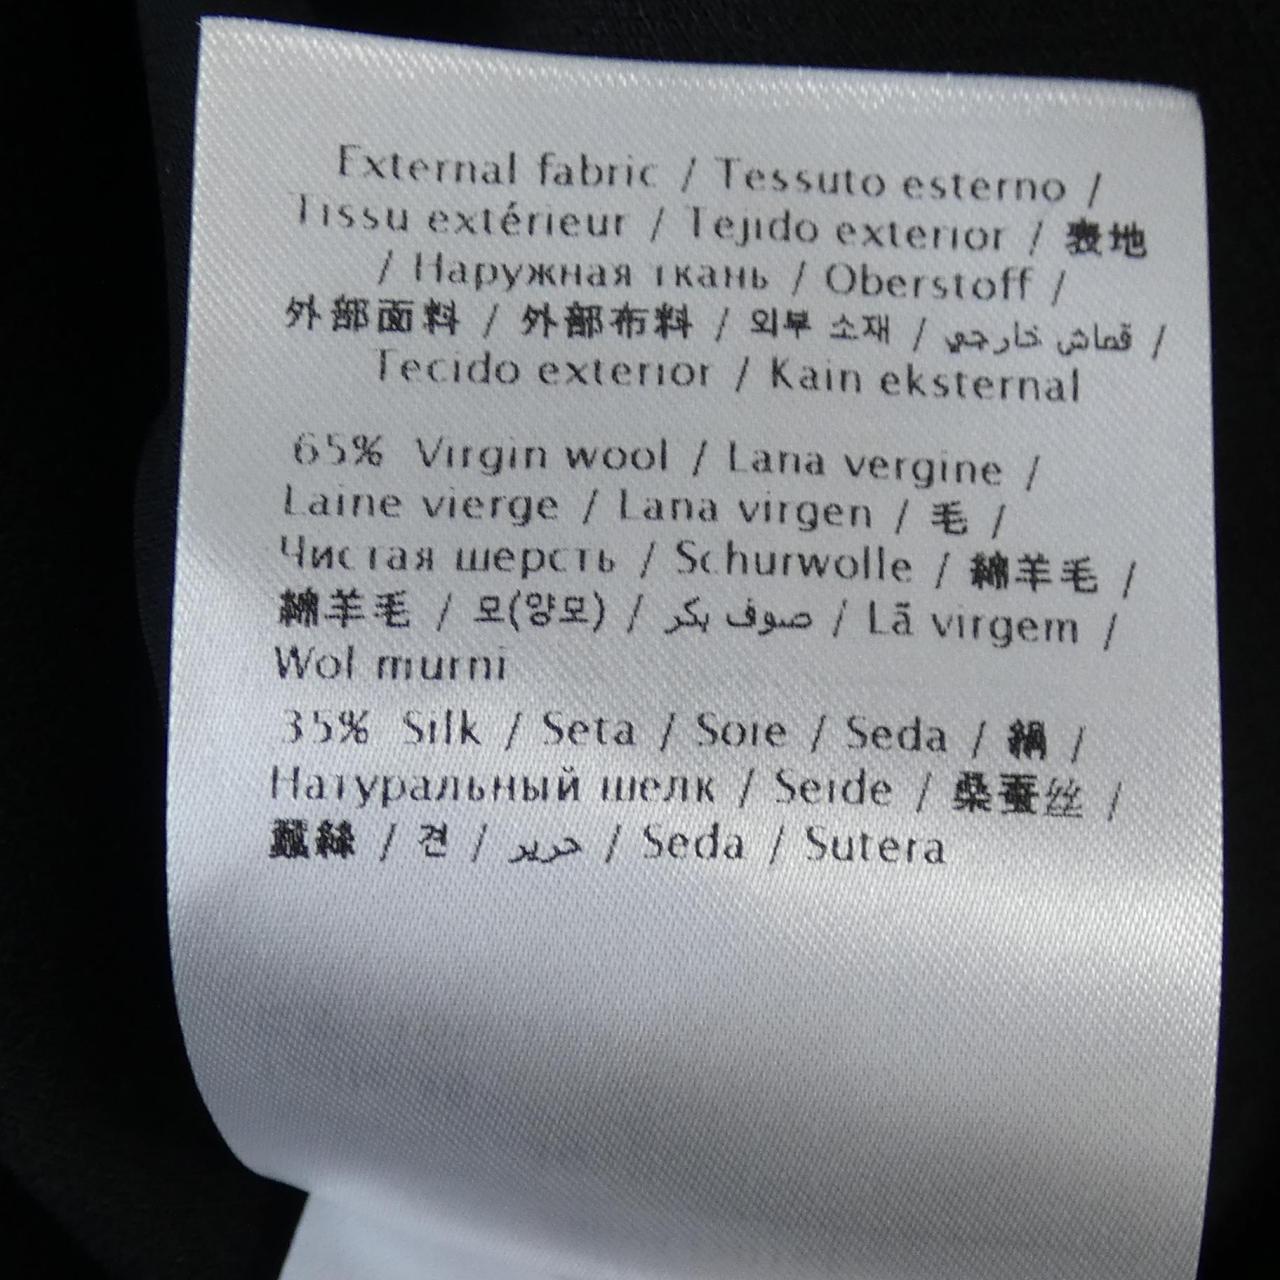 External fabric / Tessuto esterno /
Tissu extérieur / Tejido exterior / 表地
/ Наружная ткань / Oberstoff /
外部面料 / 外部布料 / 외부 소재 / قماش خارجي /
Tecido exterior / Kain eksternal
65% Virgin wool / Lana vergine /
Laine vierge / Lana virgen / 毛 /
Чистая шерсть / Schurwolle / 綿羊毛 /
綿羊毛 / 모(양모) / صوف بكر / Lã virgem /
Wol murni
35% Silk / Seta / Soie / Seda / 絹 /
Натуральный шелк / Seide / 桑蚕丝 /
蠶絲 / 견 / حرير / Seda / Sutera